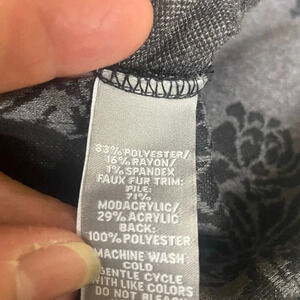 83% POLYESTER/
16% RAYON/
1% SPANDEX
FAUX FUR TRIM:
PILE:
71%
MODACRYLIC/
29% ACRYLIC
BACK:
100% POLYESTER
MACHINE WASH
COLD
GENTLE CYCLE
WITH LIKE COLORS
DO NOT BLEACH